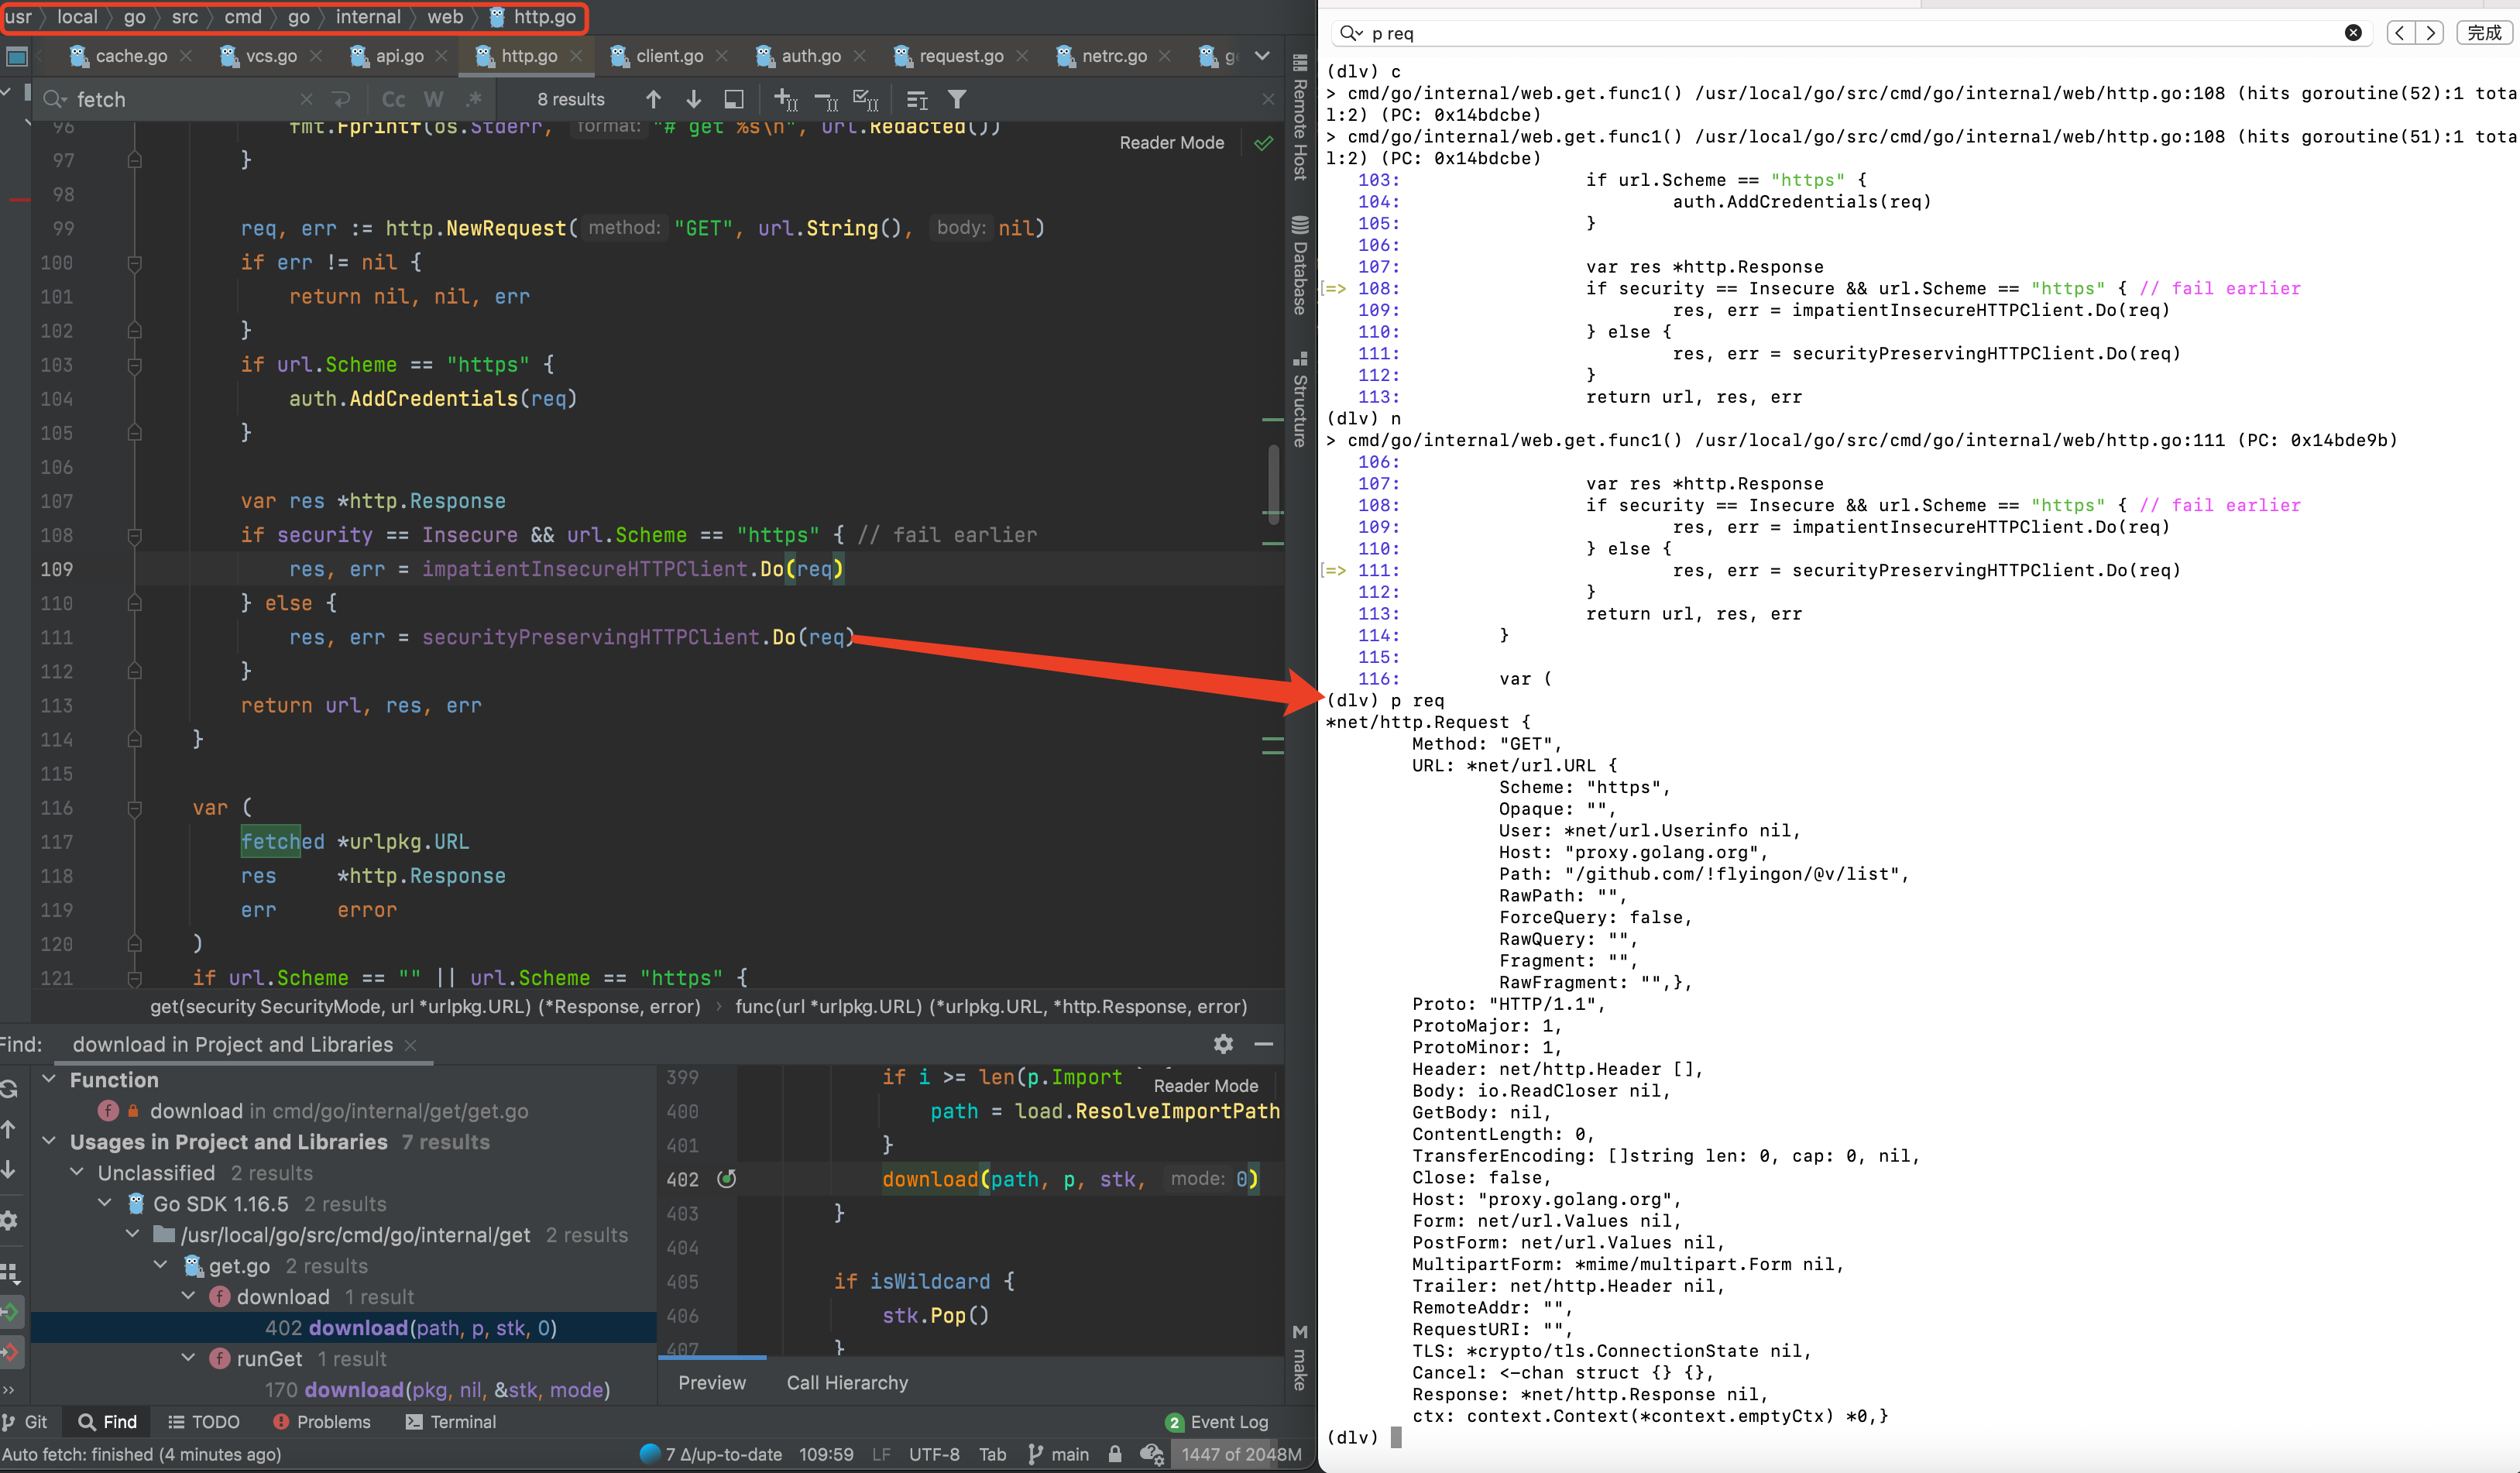 usr › local › go › src › cmd › go › internal › web › http.go
cache.go vcs.go api.go http.go client.go auth.go request.go netrc.go
fetch Cc W .* 8 results
Reader Mode
96 fmt.Fprintf(os.Stderr, format: "# get %s\n", url.Redacted())
97 }
98
99 req, err := http.NewRequest( method: "GET", url.String(), body: nil)
100 if err != nil {
101 return nil, nil, err
102 }
103 if url.Scheme == "https" {
104 auth.AddCredentials(req)
105 }
106
107 var res *http.Response
108 if security == Insecure && url.Scheme == "https" { // fail earlier
109 res, err = impatientInsecureHTTPClient.Do(req)
110 } else {
111 res, err = securityPreservingHTTPClient.Do(req)
112 }
113 return url, res, err
114 }
115
116 var (
117 fetched *urlpkg.URL
118 res *http.Response
119 err error
120 )
121 if url.Scheme == "" || url.Scheme == "https" {
get(security SecurityMode, url *urlpkg.URL) (*Response, error) › func(url *urlpkg.URL) (*urlpkg.URL, *http.Response, error)
Remote Host
Database
Structure
make
Find: download in Project and Libraries
Function
download in cmd/go/internal/get/get.go
Usages in Project and Libraries 7 results
Unclassified 2 results
Go SDK 1.16.5 2 results
/usr/local/go/src/cmd/go/internal/get 2 results
get.go 2 results
download 1 result
402 download(path, p, stk, 0)
runGet 1 result
170 download(pkg, nil, &stk, mode)
399 if i >= len(p.Import
Reader Mode
400 path = load.ResolveImportPath
401 }
402 download(path, p, stk, mode: 0)
403 }
404
405 if isWildcard {
406 stk.Pop()
407 }
Preview Call Hierarchy
Git Find TODO Problems Terminal 2 Event Log
Auto fetch: finished (4 minutes ago) 7 Δ/up-to-date 109:59 LF UTF-8 Tab main 1447 of 2048M
p req 完成
(dlv) c
> cmd/go/internal/web.get.func1() /usr/local/go/src/cmd/go/internal/web/http.go:108 (hits goroutine(52):1 tota
l:2) (PC: 0x14bdcbe)
> cmd/go/internal/web.get.func1() /usr/local/go/src/cmd/go/internal/web/http.go:108 (hits goroutine(51):1 tota
l:2) (PC: 0x14bdcbe)
103: if url.Scheme == "https" {
104: auth.AddCredentials(req)
105: }
106:
107: var res *http.Response
=> 108: if security == Insecure && url.Scheme == "https" { // fail earlier
109: res, err = impatientInsecureHTTPClient.Do(req)
110: } else {
111: res, err = securityPreservingHTTPClient.Do(req)
112: }
113: return url, res, err
(dlv) n
> cmd/go/internal/web.get.func1() /usr/local/go/src/cmd/go/internal/web/http.go:111 (PC: 0x14bde9b)
106:
107: var res *http.Response
108: if security == Insecure && url.Scheme == "https" { // fail earlier
109: res, err = impatientInsecureHTTPClient.Do(req)
110: } else {
=> 111: res, err = securityPreservingHTTPClient.Do(req)
112: }
113: return url, res, err
114: }
115:
116: var (
(dlv) p req
*net/http.Request {
Method: "GET",
URL: *net/url.URL {
Scheme: "https",
Opaque: "",
User: *net/url.Userinfo nil,
Host: "proxy.golang.org",
Path: "/github.com/!flyingon/@v/list",
RawPath: "",
ForceQuery: false,
RawQuery: "",
Fragment: "",
RawFragment: "",},
Proto: "HTTP/1.1",
ProtoMajor: 1,
ProtoMinor: 1,
Header: net/http.Header [],
Body: io.ReadCloser nil,
GetBody: nil,
ContentLength: 0,
TransferEncoding: []string len: 0, cap: 0, nil,
Close: false,
Host: "proxy.golang.org",
Form: net/url.Values nil,
PostForm: net/url.Values nil,
MultipartForm: *mime/multipart.Form nil,
Trailer: net/http.Header nil,
RemoteAddr: "",
RequestURI: "",
TLS: *crypto/tls.ConnectionState nil,
Cancel: <-chan struct {} {},
Response: *net/http.Response nil,
ctx: context.Context(*context.emptyCtx) *0,}
(dlv)